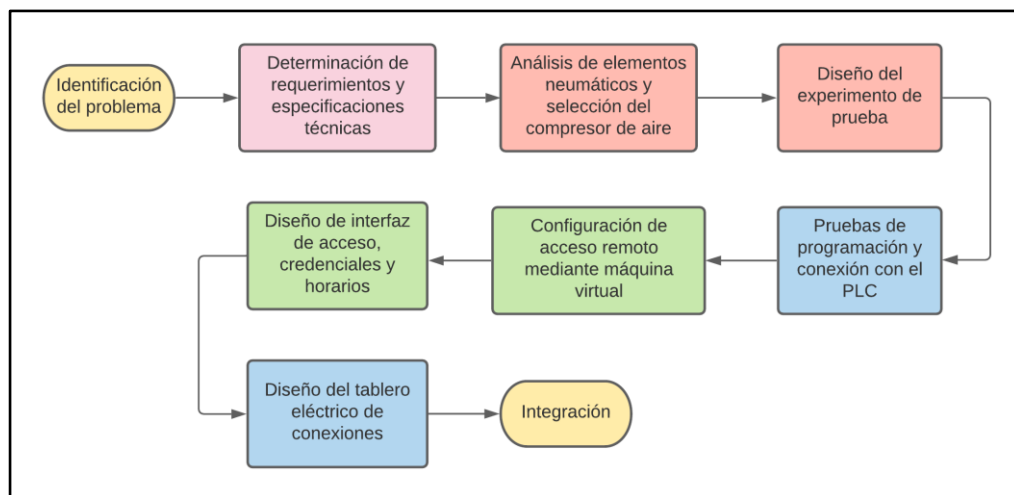 Identificación
del problema
Determinación de
requerimientos y
especificaciones
técnicas
Análisis de elementos
neumáticos y
selección del
compresor de aire
Diseño del
experimento de
prueba
Pruebas de
programación y
conexión con el
PLC
Configuración de
acceso remoto
mediante máquina
virtual
Diseño de interfaz
de acceso,
credenciales y
horarios
Diseño del tablero
eléctrico de
conexiones
Integración